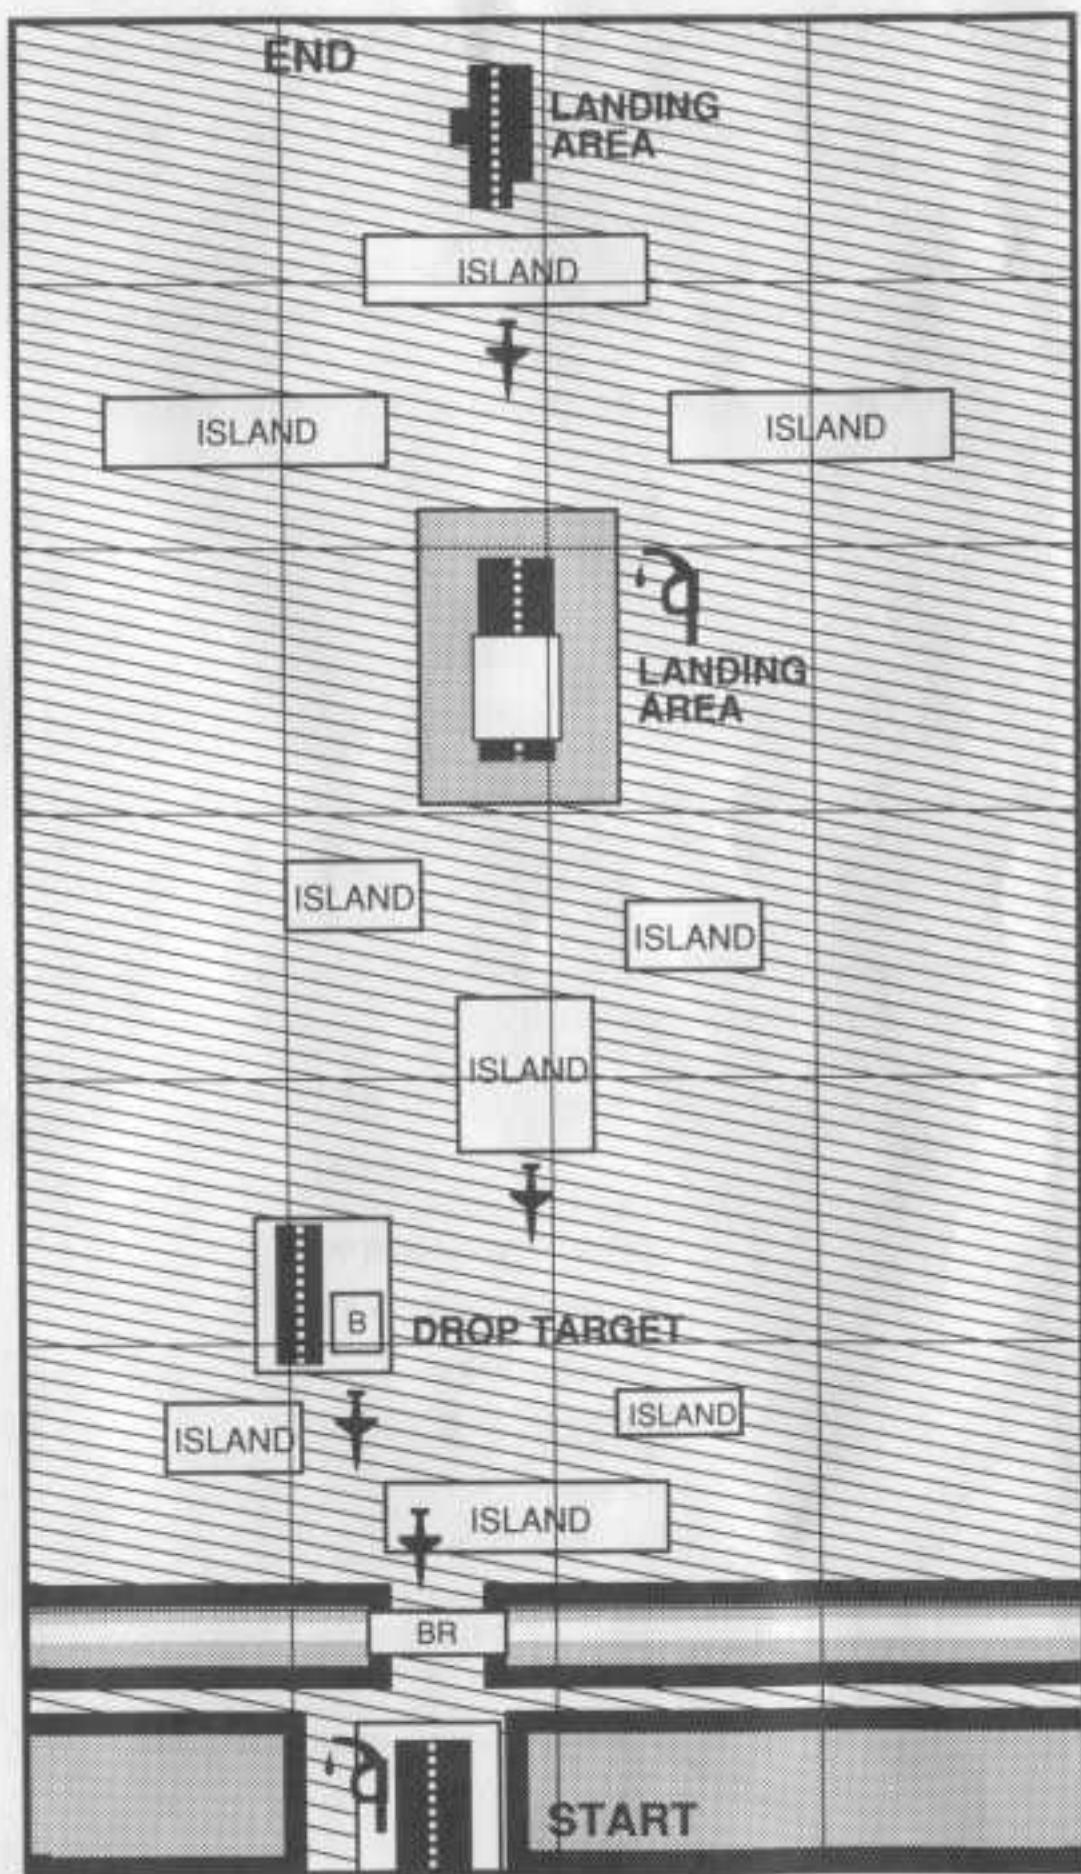 END
LANDING
AREA
ISLAND
ISLAND
ISLAND
LANDING
AREA
ISLAND
ISLAND
ISLAND
B
DROP TARGET
ISLAND
ISLAND
ISLAND
BR
START